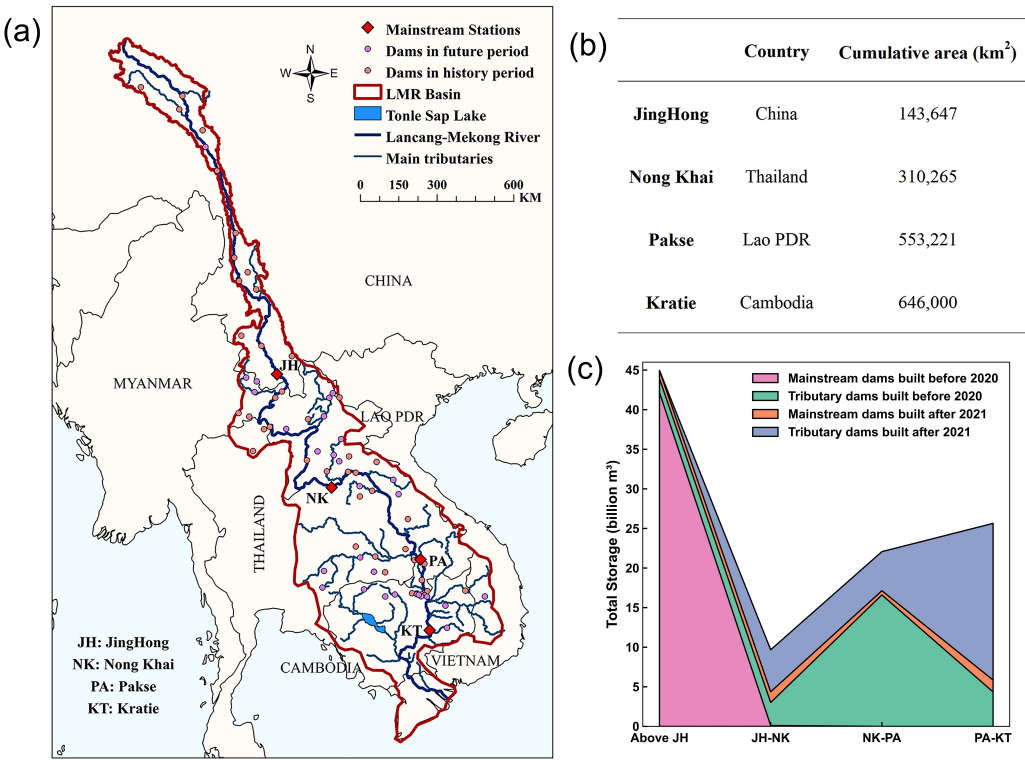 (a)
Mainstream Stations
Dams in future period
Dams in history period
LMR Basin
Tonle Sap Lake
Lancang-Mekong River
Main tributaries
0 150 300 600
KM
N
W E
S
CHINA
MYANMAR
JH
LAO PDR
NK
THAILAND
PA
KT
CAMBODIA
VIETNAM
JH: JingHong
NK: Nong Khai
PA: Pakse
KT: Kratie
(b)
Country Cumulative area (km²)
JingHong China 143,647
Nong Khai Thailand 310,265
Pakse Lao PDR 553,221
Kratie Cambodia 646,000
(c)
Mainstream dams built before 2020
Tributary dams built before 2020
Mainstream dams built after 2021
Tributary dams built after 2021
Total Storage (billion m³)
45
40
35
30
25
20
15
10
5
0
Above JH JH-NK NK-PA PA-KT